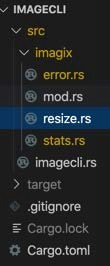 IMAGECLI
src
imagix
error.rs
mod.rs
resize.rs
stats.rs
imagecli.rs
target
.gitignore
Cargo.lock
Cargo.toml